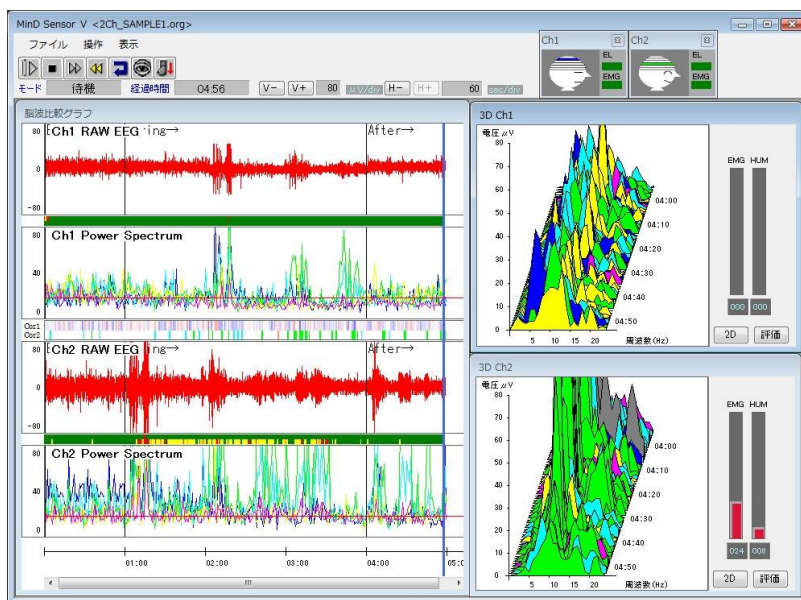 MinD Sensor V <2Ch_SAMPLE1.org>
ファイル 操作 表示
モード 待機 経過時間 04:56 V- V+ 80 μV/div H- H+ 60 sec/div
Ch1
EL
EMG
Ch2
EL
EMG
脳波比較グラフ
80
0
-80
Ch1 RAW EEG ing→ After→
80
40
0
Ch1 Power Spectrum
Cor1
Cor2
80
0
-80
Ch2 RAW EEG ing→ After→
80
40
0
Ch2 Power Spectrum
01:00 02:00 03:00 04:00 05:0
3D Ch1
電圧μV
80
70
60
50
40
30
20
10
0
5 10 15 20 周波数(Hz)
04:00
04:10
04:20
04:30
04:40
04:50
EMG HUM
000 000
2D 評価
3D Ch2
電圧μV
80
70
60
50
40
30
20
10
0
5 10 15 20 周波数(Hz)
04:00
04:10
04:20
04:30
04:40
04:50
EMG HUM
024 008
2D 評価